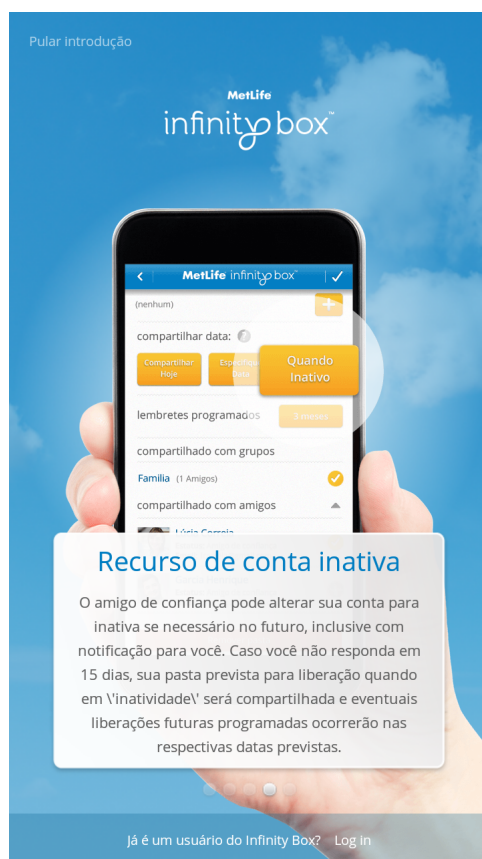 Pular introdução
MetLife
infinity box™
MetLife infinity box™
(nenhum)
compartilhar data:
Compartilhar
Hoje
Quando
Inativo
lembretes programados
3 meses
compartilhado com grupos
Familia (1 Amigos)
compartilhado com amigos
Lúcia Correia
Recurso de conta inativa
O amigo de confiança pode alterar sua conta para
inativa se necessário no futuro, inclusive com
notificação para você. Caso você não responda em
15 dias, sua pasta prevista para liberação quando
em \'inatividade\' será compartilhada e eventuais
liberações futuras programadas ocorrerão nas
respectivas datas previstas.
Já é um usuário do Infinity Box? Log in